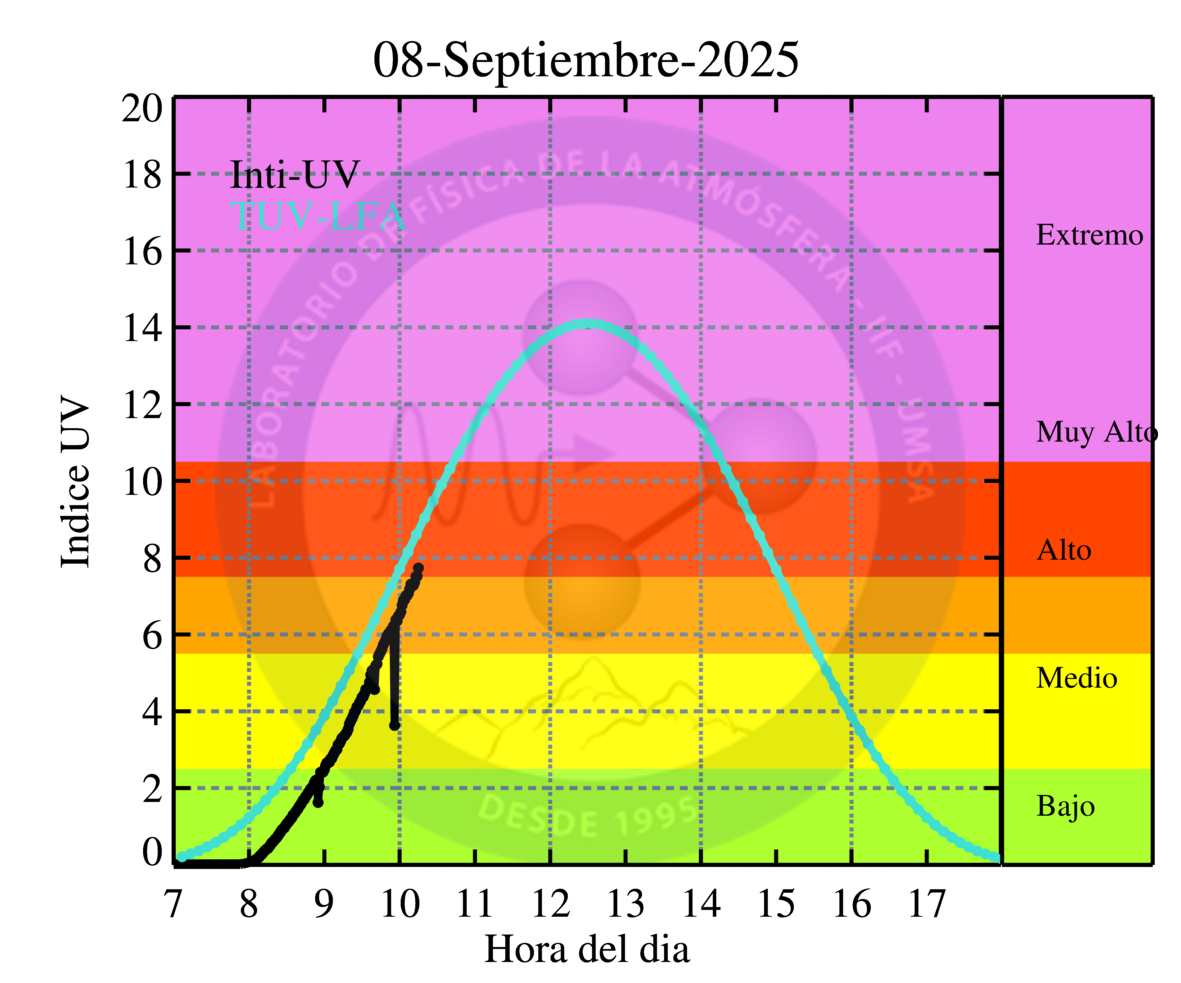 08-Septiembre-2025
Inti-UV
TUV-LFA
LABORATORIO DE FÍSICA DE LA ATMÓSFERA - IIF - UMSA
DESDE 1995
Indice UV
20
18
16
14
12
10
8
6
4
2
0
Extremo
Muy Alto
Alto
Medio
Bajo
7 8 9 10 11 12 13 14 15 16 17
Hora del dia